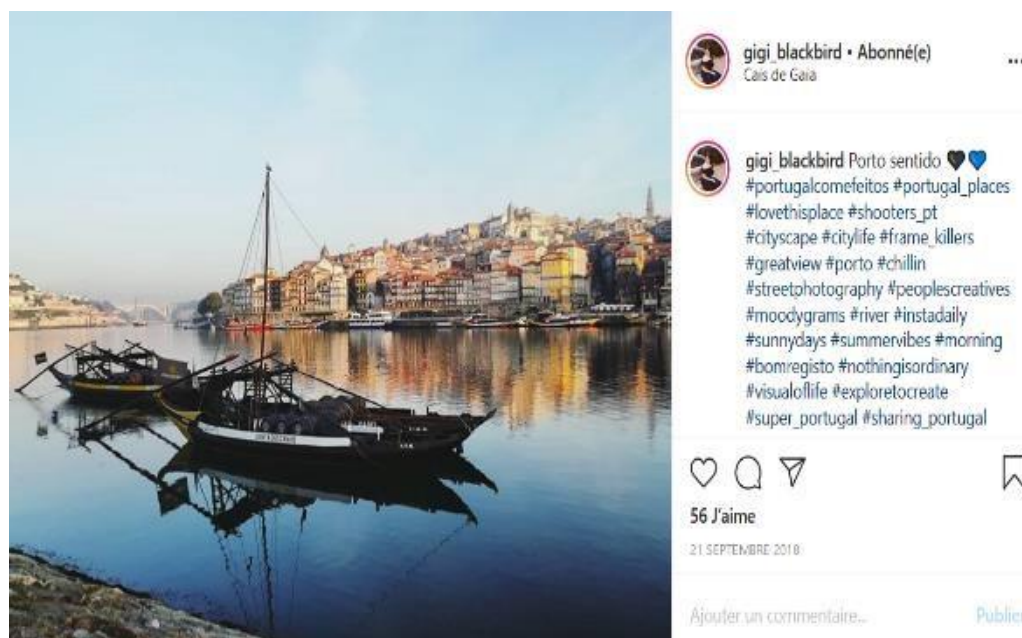 gigi_blackbird • Abonné(e)
Cais de Gaia
gigi_blackbird Porto sentido 🖤💙
#portugalcomefeitos #portugal_places
#lovethisplace #shooters_pt
#cityscape #citylife #frame_killers
#greatview #porto #chillin
#streetphotography #peoplescreatives
#moodygrams #river #instadaily
#sunnydays #summervibes #morning
#bomregisto #nothingisordinary
#visualoflife #exploretocreate
#super_portugal #sharing_portugal
56 J'aime
21 SEPTEMBRE 2018
Ajouter un commentaire...
Publier